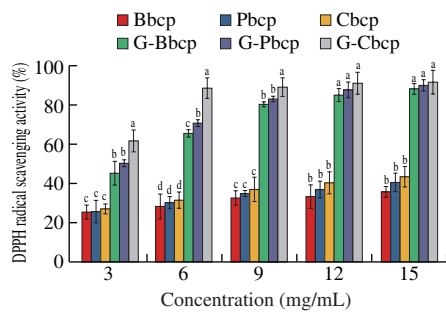 Bbcp Pbcp Cbcp
G-Bbcp G-Pbcp G-Cbcp
DPPH radical scavenging activity (%)
100
80
60
40
20
0
c c c b b a
d d d c b a
c c c b b a
b b b a a a
b b b a a a
3 6 9 12 15
Concentration (mg/mL)